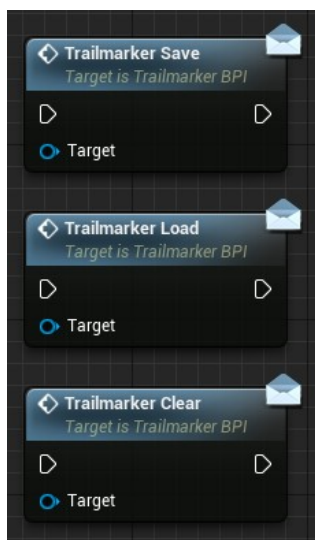 Trailmarker Save
Target is Trailmarker BPI
Target
Trailmarker Load
Target is Trailmarker BPI
Target
Trailmarker Clear
Target is Trailmarker BPI
Target